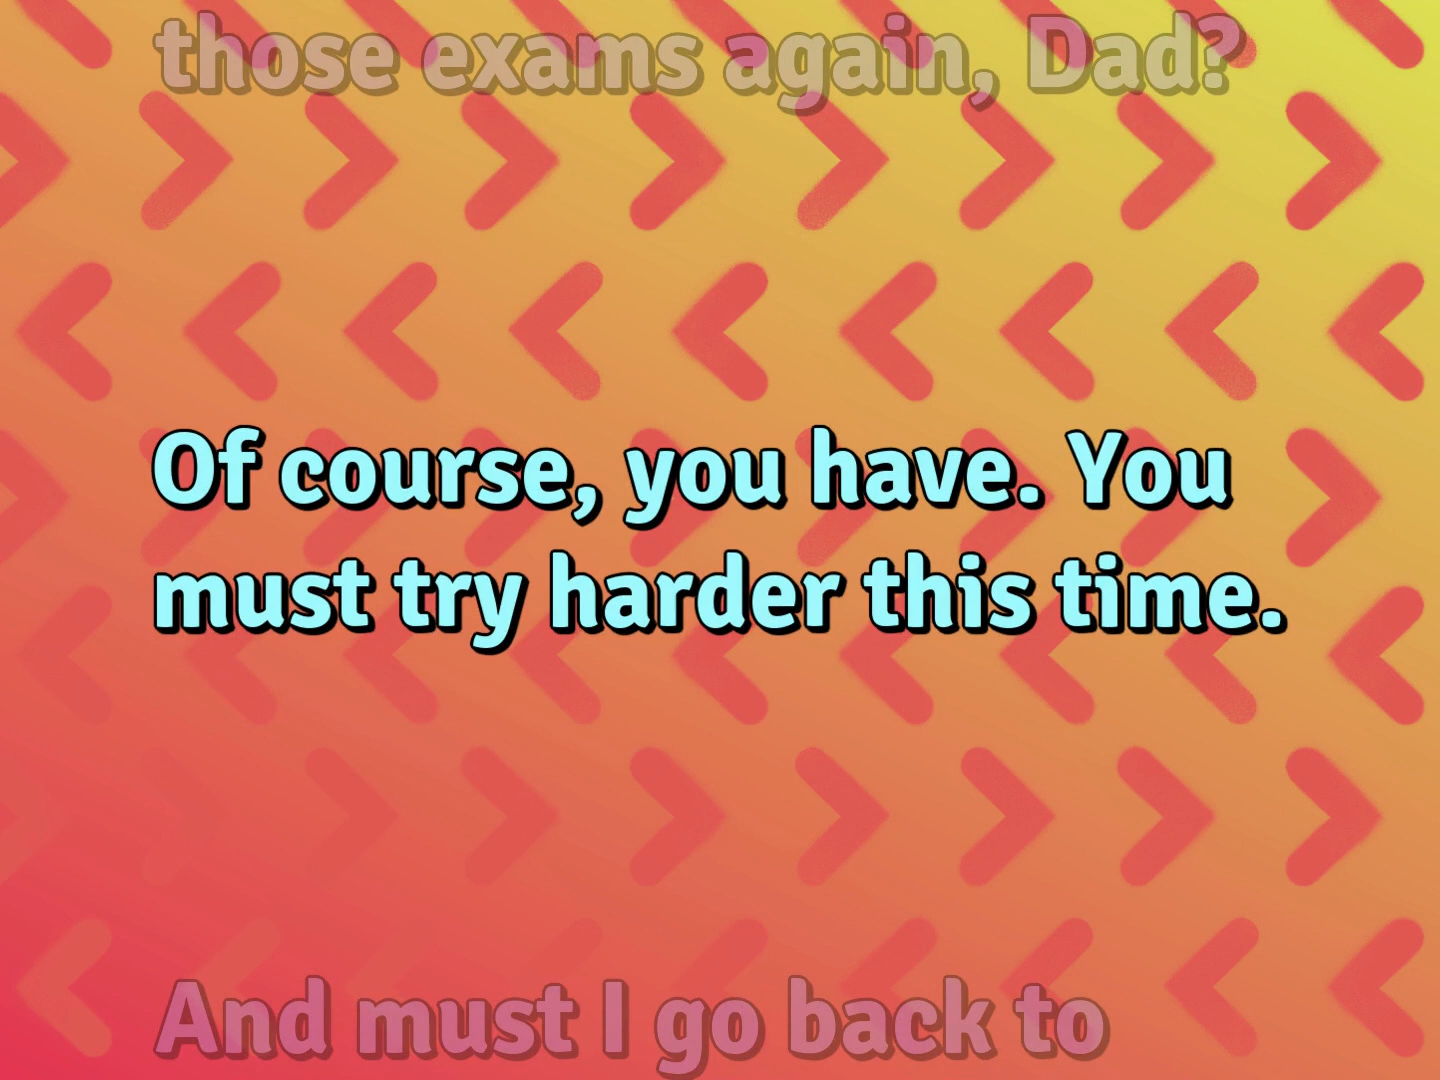 those exams again, Dad?
Of course, you have. You
must try harder this time.
And must I go back to